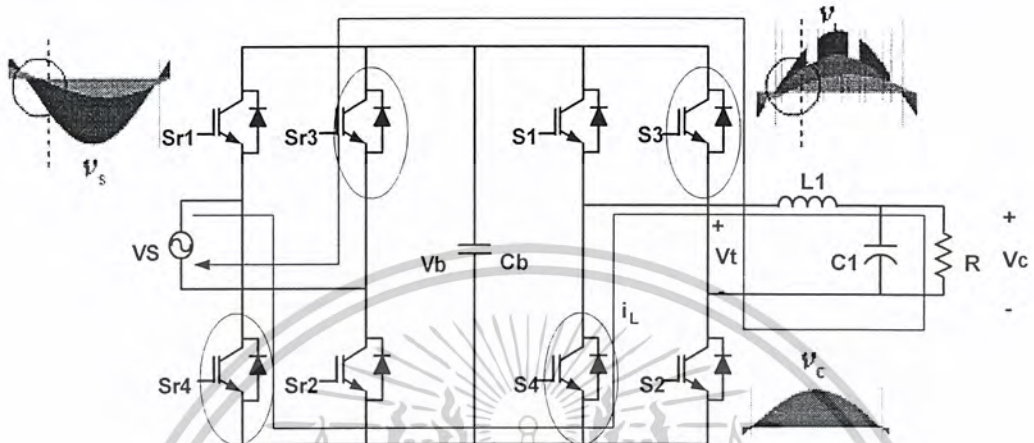 v
Sr1
Sr3
S1
S3
v_s
L1
VS
Vb
Cb
+
Vt
-
C1
R
+
Vc
-
i_L
v_c
Sr4
Sr2
S4
S2